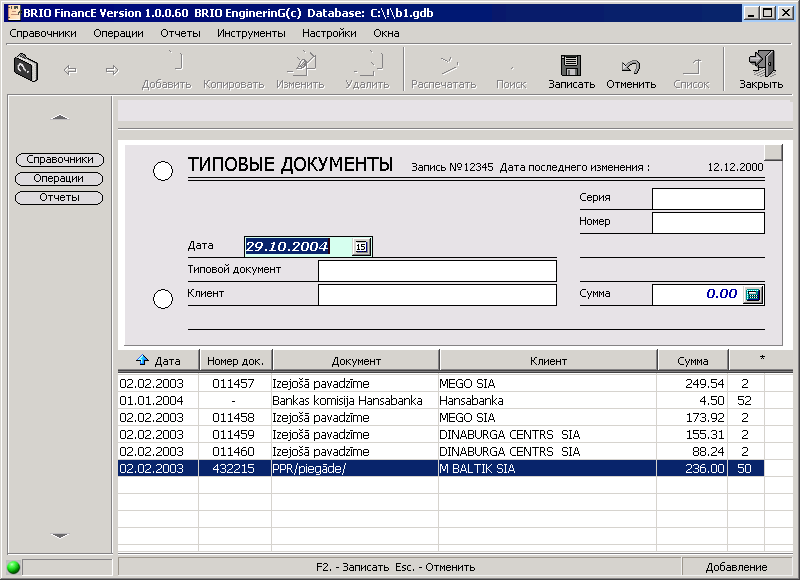 BRIO FinancE Version 1.0.0.60 BRIO EnginerinG(c) Database: C:\!\b1.gdb
Справочники Операции Отчеты Инструменты Настройки Окна
Добавить Копировать Изменить Удалить Распечатать Поиск Записать Отменить Список Закрыть
Справочники
Операции
Отчеты
ТИПОВЫЕ ДОКУМЕНТЫ Запись №12345 Дата последнего изменения : 12.12.2000
Серия
Номер
Дата 29.10.2004 15
Типовой документ
Клиент Сумма 0.00
Дата Номер док. Документ Клиент Сумма *
02.02.2003 011457 Izejošā pavadzīme MEGO SIA 249.54 2
01.01.2004 - Bankas komisija Hansabanka Hansabanka 4.50 52
02.02.2003 011458 Izejošā pavadzīme MEGO SIA 173.92 2
02.02.2003 011459 Izejošā pavadzīme DINABURGA CENTRS SIA 155.31 2
02.02.2003 011460 Izejošā pavadzīme DINABURGA CENTRS SIA 88.24 2
02.02.2003 432215 PPR/piegāde/ M BALTIK SIA 236.00 50
F2. - Записать Esc. - Отменить Добавление